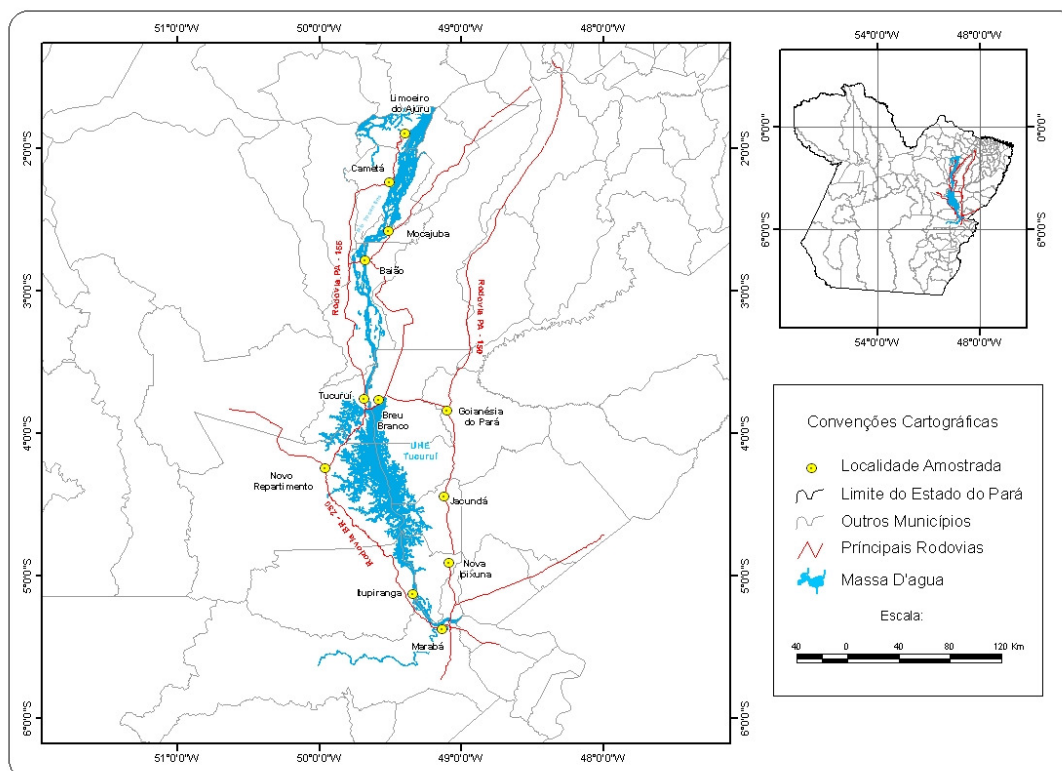 51°0'0"W 50°0'0"W 49°0'0"W 48°0'0"W
2°0'0"S
3°0'0"S
4°0'0"S
5°0'0"S
6°0'0"S
Limoeiro
do Ajuru
Cametá
Mocajuba
Baião
Rodovia PA - 156
Rodovia PA - 150
Tucuruí
Breu
Branco
Goianésia
do Pará
UHE
Tucuruí
Novo
Repartimento
Jacundá
Rodovia BR - 230
Nova
Ipixuna
Itupiranga
Marabá
2°0'0"S
3°0'0"S
4°0'0"S
5°0'0"S
6°0'0"S
51°0'0"W 50°0'0"W 49°0'0"W 48°0'0"W
54°0'0"W 48°0'0"W
0°0'0"
6°0'0"S
0°0'0"
6°0'0"S
54°0'0"W 48°0'0"W
Convenções Cartográficas
Localidade Amostrada
Limite do Estado do Pará
Outros Municípios
Príncipais Rodovias
Massa D'agua
Escala:
40 0 40 80 120 Km